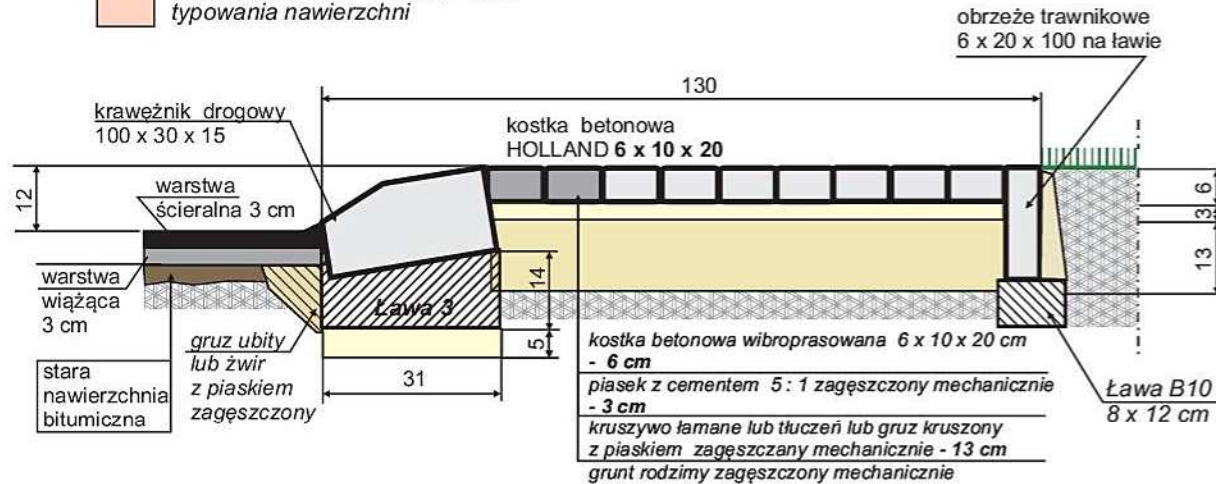 typowania nawierzchni
obrzeże trawnikowe
6 x 20 x 100 na ławie
130
krawężnik drogowy
100 x 30 x 15
kostka betonowa
HOLLAND 6 x 10 x 20
12
warstwa
ścieralna 3 cm
6
3
13
warstwa
wiążąca
3 cm
14
Ława 3
5
31
gruz ubity
lub żwir
z piaskiem
zagęszczony
stara
nawierzchnia
bitumiczna
kostka betonowa wibroprasowana 6 x 10 x 20 cm
- 6 cm
piasek z cementem 5 : 1 zagęszczony mechanicznie
- 3 cm
kruszywo łamane lub tłuczeń lub gruz kruszony
z piaskiem zagęszczany mechanicznie - 13 cm
grunt rodzimy zagęszczony mechanicznie
Ława B10
8 x 12 cm